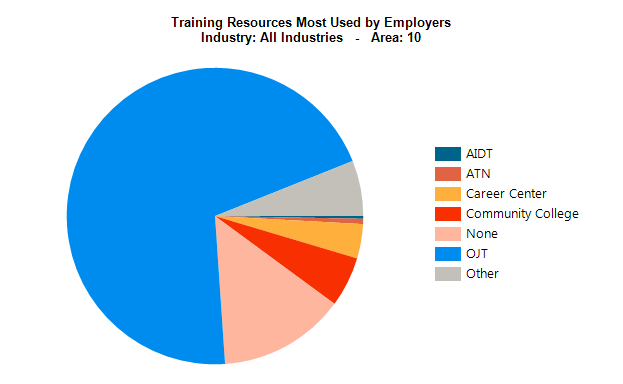 Training Resources Most Used by Employers
Industry: All Industries - Area: 10
AIDT
ATN
Career Center
Community College
None
OJT
Other